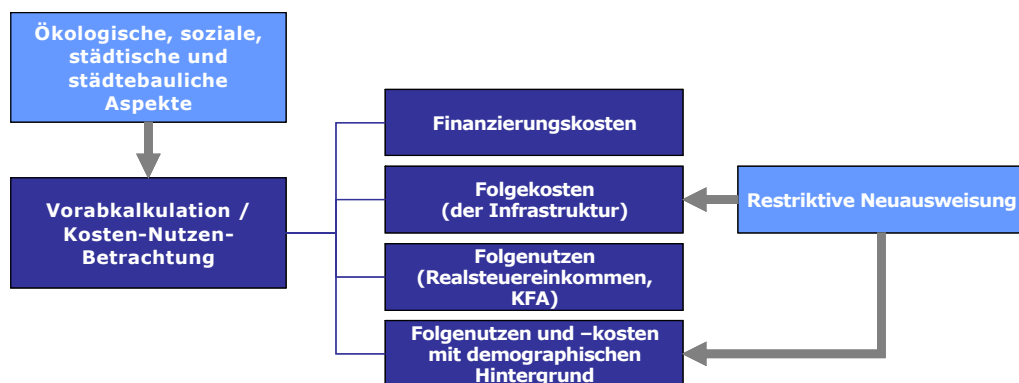 Ökologische, soziale,
städtische und
städtebauliche
Aspekte
Vorabkalkulation /
Kosten-Nutzen-
Betrachtung
Finanzierungskosten
Folgekosten
(der Infrastruktur)
Folgenutzen
(Realsteuereinkommen,
KFA)
Folgenutzen und –kosten
mit demographischen
Hintergrund
Restriktive Neuausweisung